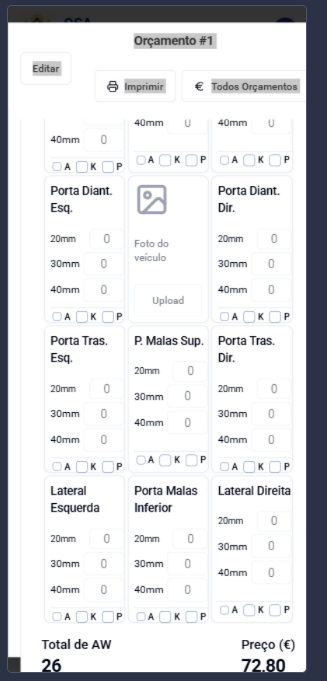 Orçamento #1
Editar
Imprimir
€ Todos Orçamentos
40mm 0
40mm 0
40mm 0
A K P
A K P
A K P
Porta Diant.
Esq.
20mm 0
30mm 0
40mm 0
A K P
Foto do
veículo
Upload
Porta Diant.
Dir.
20mm 0
30mm 0
40mm 0
A K P
Porta Tras.
Esq.
20mm 0
30mm 0
40mm 0
A K P
P. Malas Sup.
20mm 0
30mm 0
40mm 0
A K P
Porta Tras.
Dir.
20mm 0
30mm 0
40mm 0
A K P
Lateral
Esquerda
20mm 0
30mm 0
40mm 0
A K P
Porta Malas
Inferior
20mm 0
30mm 0
40mm 0
A K P
Lateral Direita
20mm 0
30mm 0
40mm 0
A K P
Total de AW
26
Preço (€)
72.80